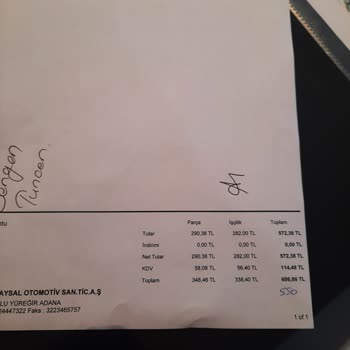 Tuncen.
Parça İşçilik Toplam
Tutar 290,38 TL 282,00 TL 572,38 TL
İndirimi 0,00 TL 0,00 TL 0,00 TL
Net Tutar 290,38 TL 282,00 TL 572,38 TL
KDV 58,08 TL 56,40 TL 114,48 TL
Toplam 348,46 TL 338,40 TL 686,86 TL
550
AYSAL OTOMOTİV SAN.TİC.A.Ş
LU YÜREĞİR ADANA
24447322 Faks : 3223465757
1 of 1